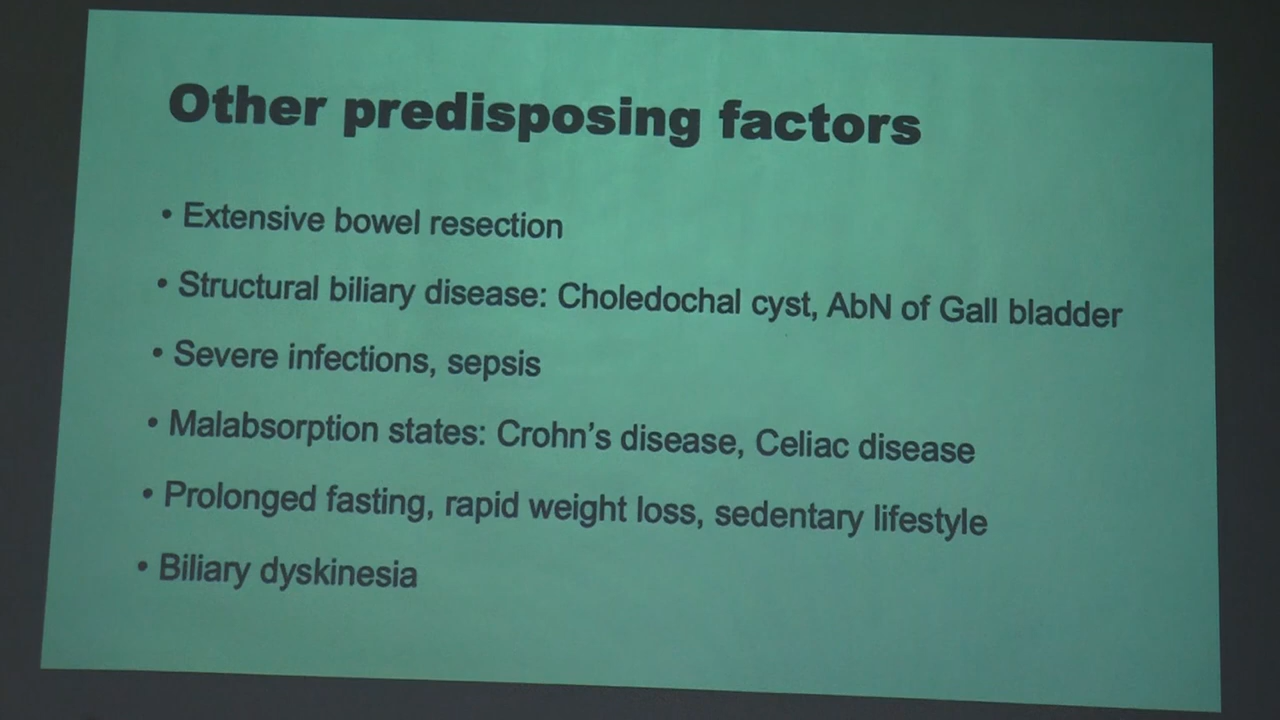 Other predisposing factors
• Extensive bowel resection
• Structural biliary disease: Choledochal cyst, AbN of Gall bladder
• Severe infections, sepsis
• Malabsorption states: Crohn's disease, Celiac disease
• Prolonged fasting, rapid weight loss, sedentary lifestyle
• Biliary dyskinesia